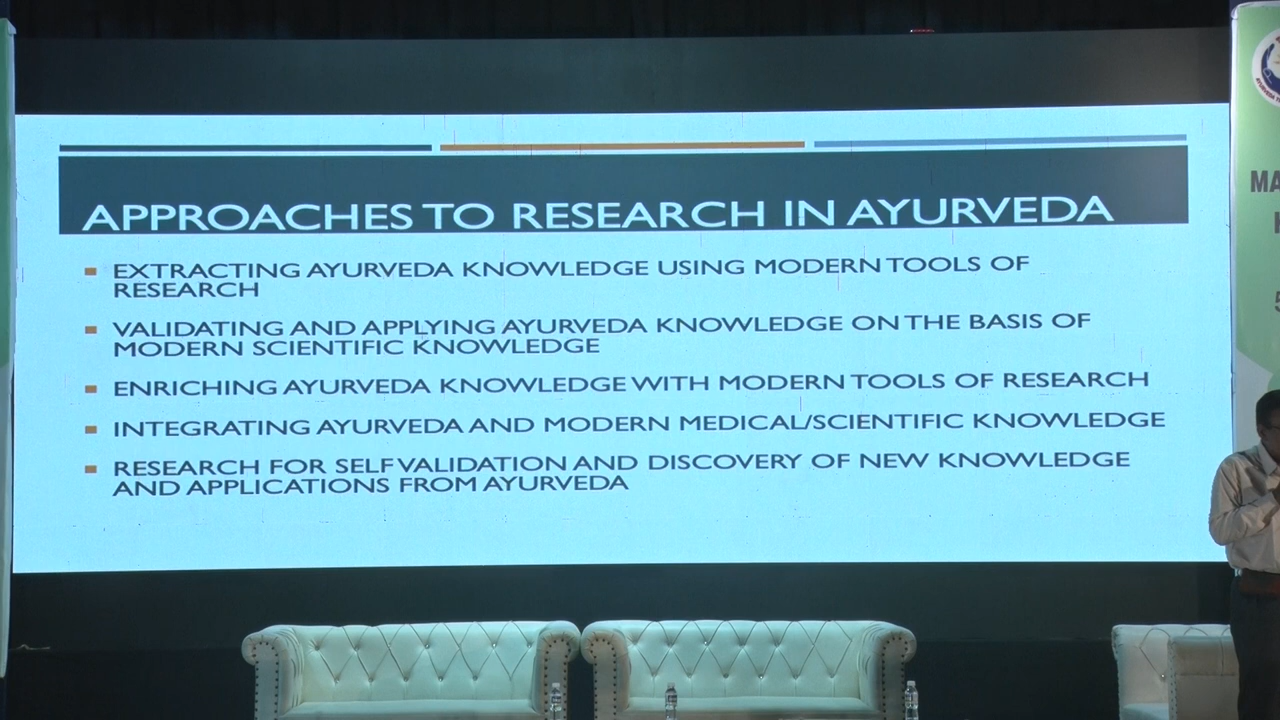 APPROACHES TO RESEARCH IN AYURVEDA
EXTRACTING AYURVEDA KNOWLEDGE USING MODERN TOOLS OF
RESEARCH
VALIDATING AND APPLYING AYURVEDA KNOWLEDGE ON THE BASIS OF
MODERN SCIENTIFIC KNOWLEDGE
ENRICHING AYURVEDA KNOWLEDGE WITH MODERN TOOLS OF RESEARCH
INTEGRATING AYURVEDA AND MODERN MEDICAL/SCIENTIFIC KNOWLEDGE
RESEARCH FOR SELF VALIDATION AND DISCOVERY OF NEW KNOWLEDGE
AND APPLICATIONS FROM AYURVEDA